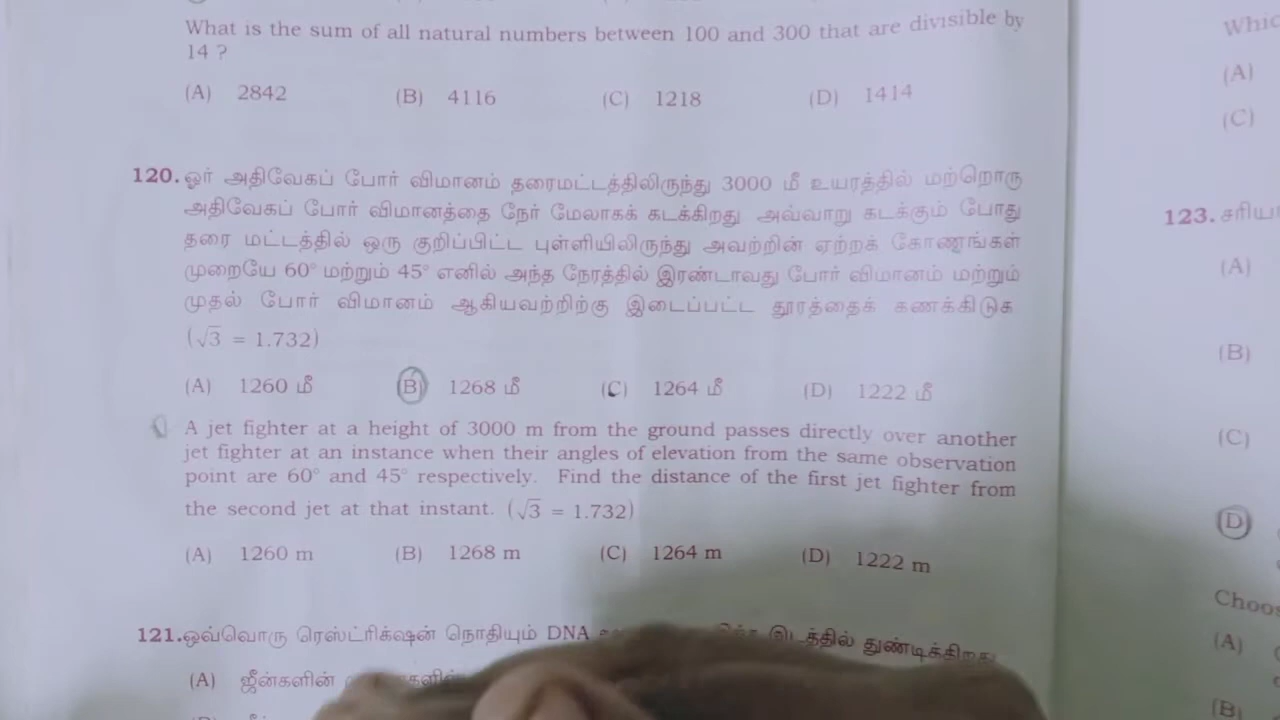 What is the sum of all natural numbers between 100 and 300 that are divisible by
14 ?
(A) 2842 (B) 4116 (C) 1218 (D) 1414
120. ஓர் அதிவேகப் போர் விமானம் தரைமட்டத்திலிருந்து 3000 மீ உயரத்தில் மற்றொரு
அதிவேகப் போர் விமானத்தை நேர் மேலாகக் கடக்கிறது அவ்வாறு கடக்கும் போது
தரை மட்டத்தில் ஒரு குறிப்பிட்ட புள்ளியிலிருந்து அவற்றின் ஏற்றக் கோணங்கள்
முறையே 60° மற்றும் 45° எனில் அந்த நேரத்தில் இரண்டாவது போர் விமானம் மற்றும்
முதல் போர் விமானம் ஆகியவற்றிற்கு இடைப்பட்ட தூரத்தைக் கணக்கிடுக
(√3 = 1.732)
(A) 1260 மீ (B) 1268 மீ (C) 1264 மீ (D) 1222 மீ
A jet fighter at a height of 3000 m from the ground passes directly over another
jet fighter at an instance when their angles of elevation from the same observation
point are 60° and 45° respectively. Find the distance of the first jet fighter from
the second jet at that instant. (√3 = 1.732)
(A) 1260 m (B) 1268 m (C) 1264 m (D) 1222 m
121. ஒவ்வொரு ரெஸ்ட்ரிக்‌ஷன் நொதியும் DNA இடத்தில் துண்டிக்கிறது
(A) ஜீன்களின்
(A)
(C)
123.
(A)
(B)
(C)
(D)
(A)
(B)